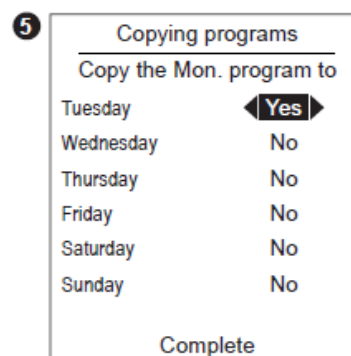 5
Copying programs
Copy the Mon. program to
Tuesday Yes
Wednesday No
Thursday No
Friday No
Saturday No
Sunday No
Complete